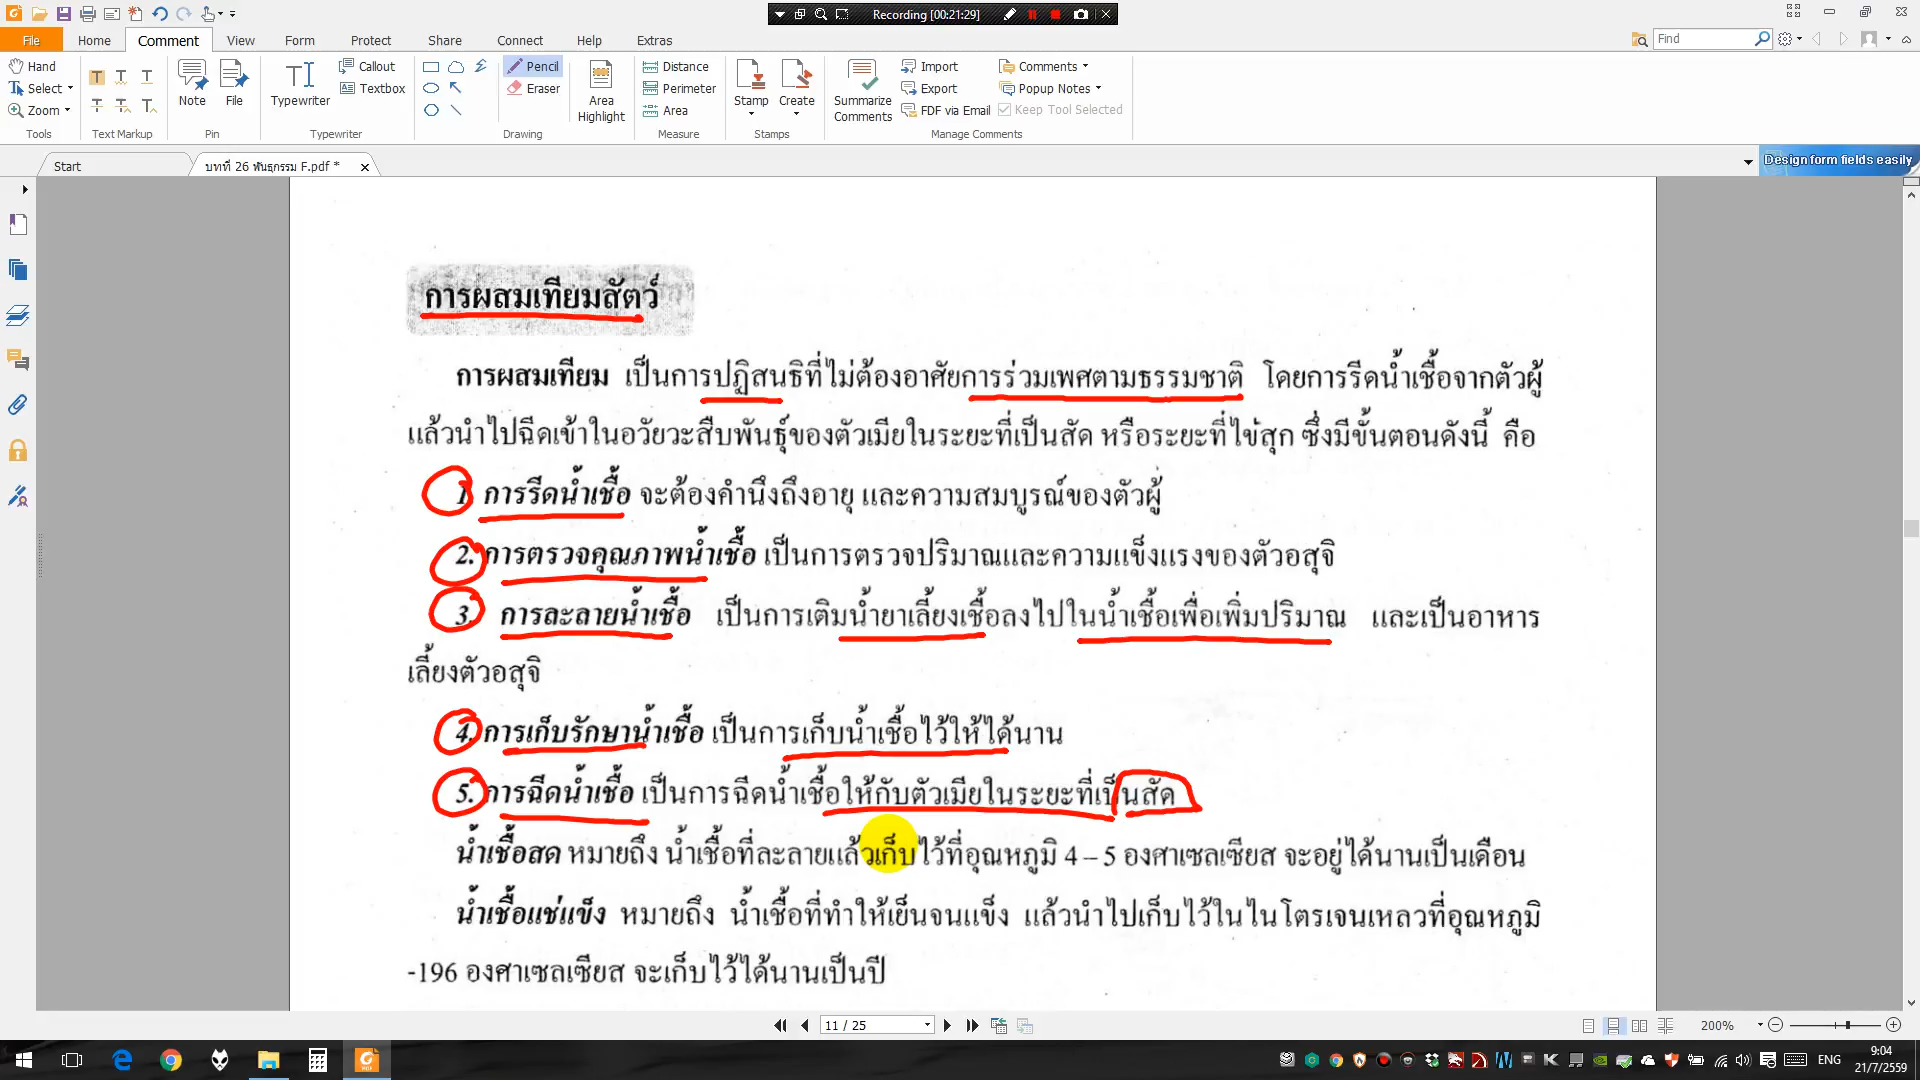 Recording [00:21:29]
File Home Comment View Form Protect Share Connect Help Extras
Find
Hand
Select
Zoom
Tools
Text Markup
Note
File
Pin
Typewriter
Callout
Textbox
Typewriter
Pencil
Eraser
Drawing
Area Highlight
Distance
Perimeter
Area
Measure
Stamp
Create
Stamps
Summarize Comments
Import
Export
FDF via Email
Comments
Popup Notes
Keep Tool Selected
Manage Comments
Start
บทที่ 26 พันธุกรรม F.pdf *
Design form fields easily
การผสมเทียมสัตว์
การผสมเทียม เป็นการปฏิสนธิที่ไม่ต้องอาศัยการร่วมเพศตามธรรมชาติ โดยการรีดน้ำเชื้อจากตัวผู้
แล้วนำไปฉีดเข้าในอวัยวะสืบพันธุ์ของตัวเมียในระยะที่เป็นสัด หรือระยะที่ไข่สุก ซึ่งมีขั้นตอนดังนี้ คือ
1. การรีดน้ำเชื้อ จะต้องคำนึงถึงอายุ และความสมบูรณ์ของตัวผู้
2. การตรวจคุณภาพน้ำเชื้อ เป็นการตรวจปริมาณและความแข็งแรงของตัวอสุจิ
3. การละลายน้ำเชื้อ เป็นการเติมน้ำยาเลี้ยงเชื้อลงไปในน้ำเชื้อเพื่อเพิ่มปริมาณ และเป็นอาหาร
เลี้ยงตัวอสุจิ
4. การเก็บรักษาน้ำเชื้อ เป็นการเก็บน้ำเชื้อไว้ให้ได้นาน
5. การฉีดน้ำเชื้อ เป็นการฉีดน้ำเชื้อให้กับตัวเมียในระยะที่เป็นสัด
น้ำเชื้อสด หมายถึง น้ำเชื้อที่ละลายแล้วเก็บไว้ที่อุณหภูมิ 4 – 5 องศาเซลเซียส จะอยู่ได้นานเป็นเดือน
น้ำเชื้อแช่แข็ง หมายถึง น้ำเชื้อที่ทำให้เย็นจนแข็ง แล้วนำไปเก็บไว้ในไนโตรเจนเหลวที่อุณหภูมิ
-196 องศาเซลเซียส จะเก็บไว้ได้นานเป็นปี
11 / 25
200%
ENG
9:04
21/7/2559